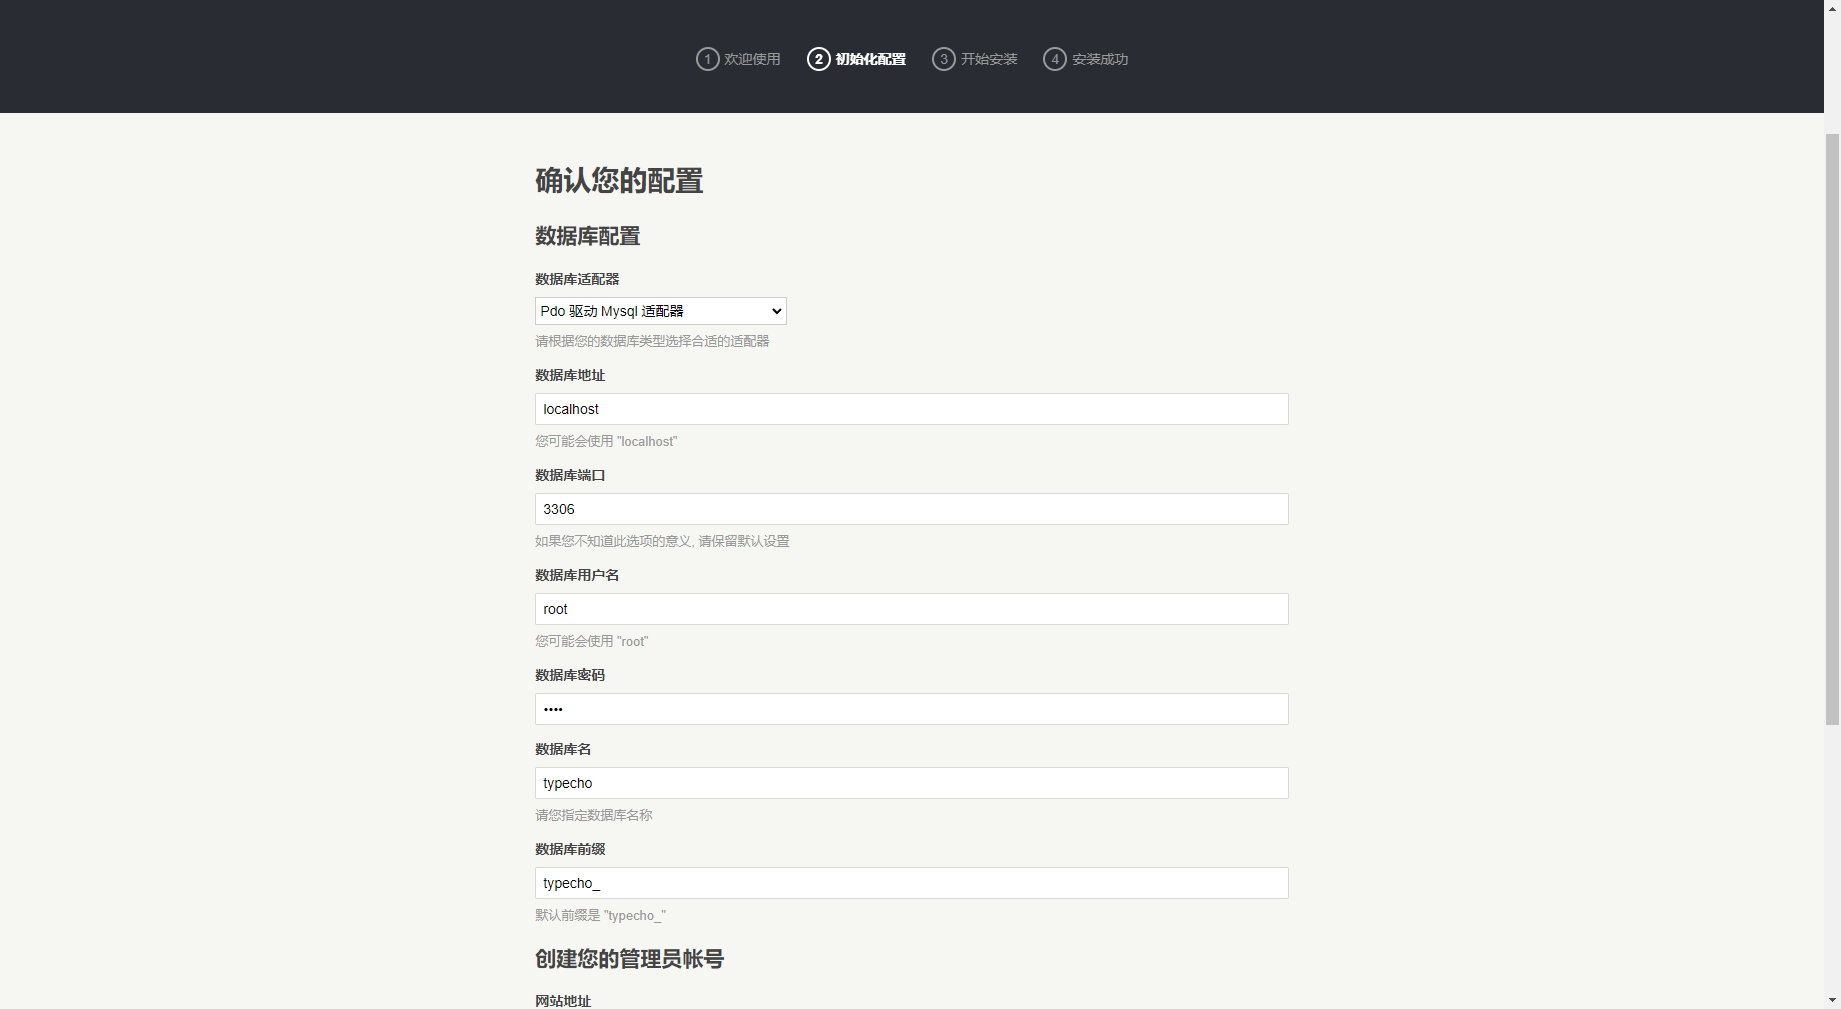 1 欢迎使用 2 初始化配置 3 开始安装 4 安装成功
确认您的配置
数据库配置
数据库适配器
Pdo 驱动 Mysql 适配器
请根据您的数据库类型选择合适的适配器
数据库地址
localhost
您可能会使用 "localhost"
数据库端口
3306
如果您不知道此选项的意义, 请保留默认设置
数据库用户名
root
您可能会使用 "root"
数据库密码
••••
数据库名
typecho
请您指定数据库名称
数据库前缀
typecho_
默认前缀是 "typecho_"
创建您的管理员帐号
网站地址